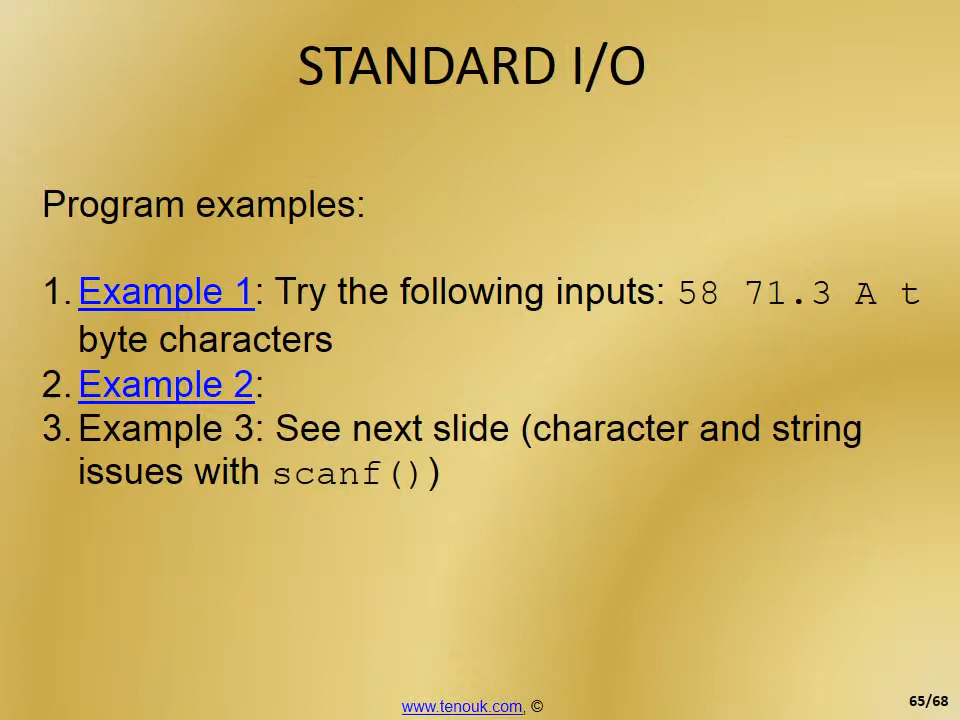 STANDARD I/O
Program examples:
1. Example 1: Try the following inputs: 58 71.3 A t
byte characters
2. Example 2:
3. Example 3: See next slide (character and string
issues with scanf())
www.tenouk.com, ©
65/68